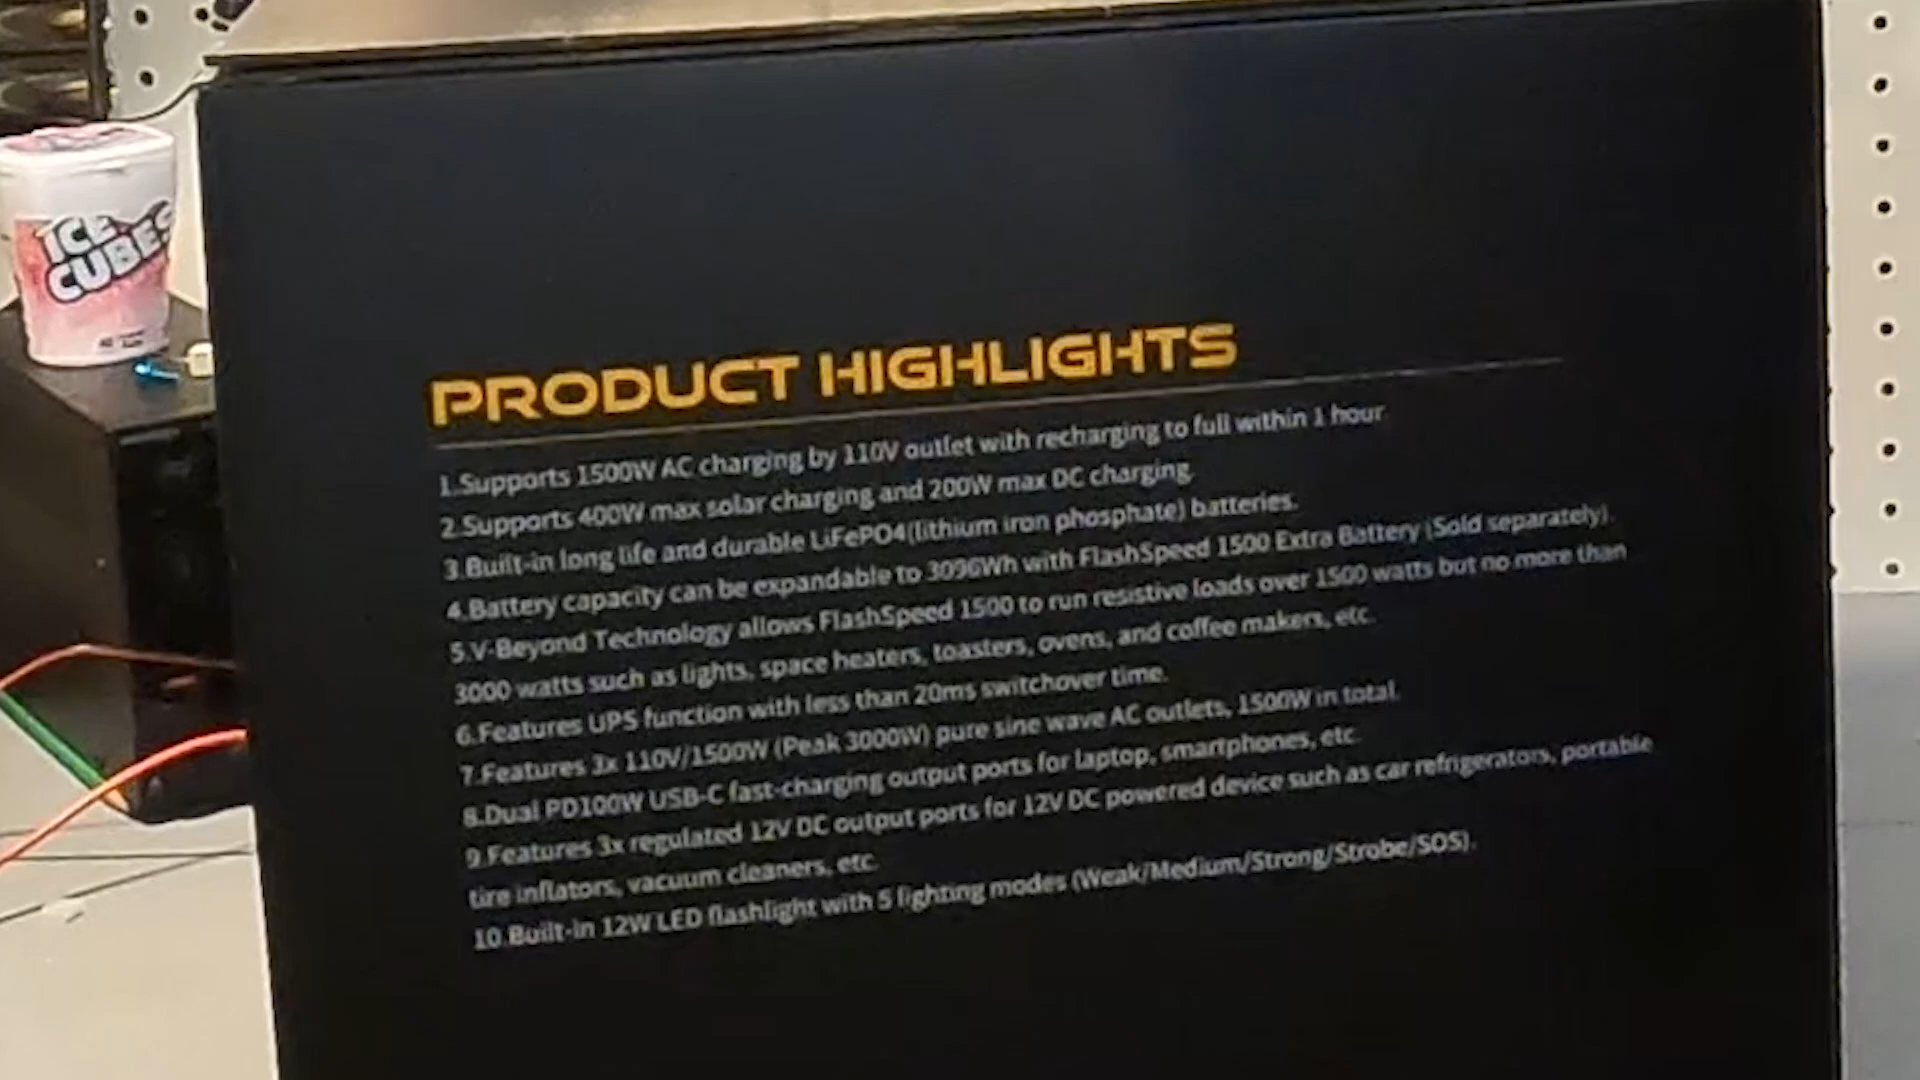 ICE
CUBES
PRODUCT HIGHLIGHTS
1.Supports 1500W AC charging by 110V outlet with recharging to full within 1 hour
2.Supports 400W max solar charging and 200W max DC charging.
3.Built-in long life and durable LiFePO4(lithium iron phosphate) batteries.
4.Battery capacity can be expandable to 3096Wh with FlashSpeed 1500 Extra Battery (Sold separately).
5.V-Beyond Technology allows FlashSpeed 1500 to run resistive loads over 1500 watts but no more than
3000 watts such as lights, space heaters, toasters, ovens, and coffee makers, etc.
6.Features UPS function with less than 20ms switchover time.
7.Features 3x 110V/1500W (Peak 3000W) pure sine wave AC outlets, 1500W in total.
8.Dual PD100W USB-C fast-charging output ports for laptop, smartphones, etc.
9.Features 3x regulated 12V DC output ports for 12V DC powered device such as car refrigerators, portable
tire inflators, vacuum cleaners, etc.
10.Built-in 12W LED flashlight with 5 lighting modes (Weak/Medium/Strong/Strobe/SOS).